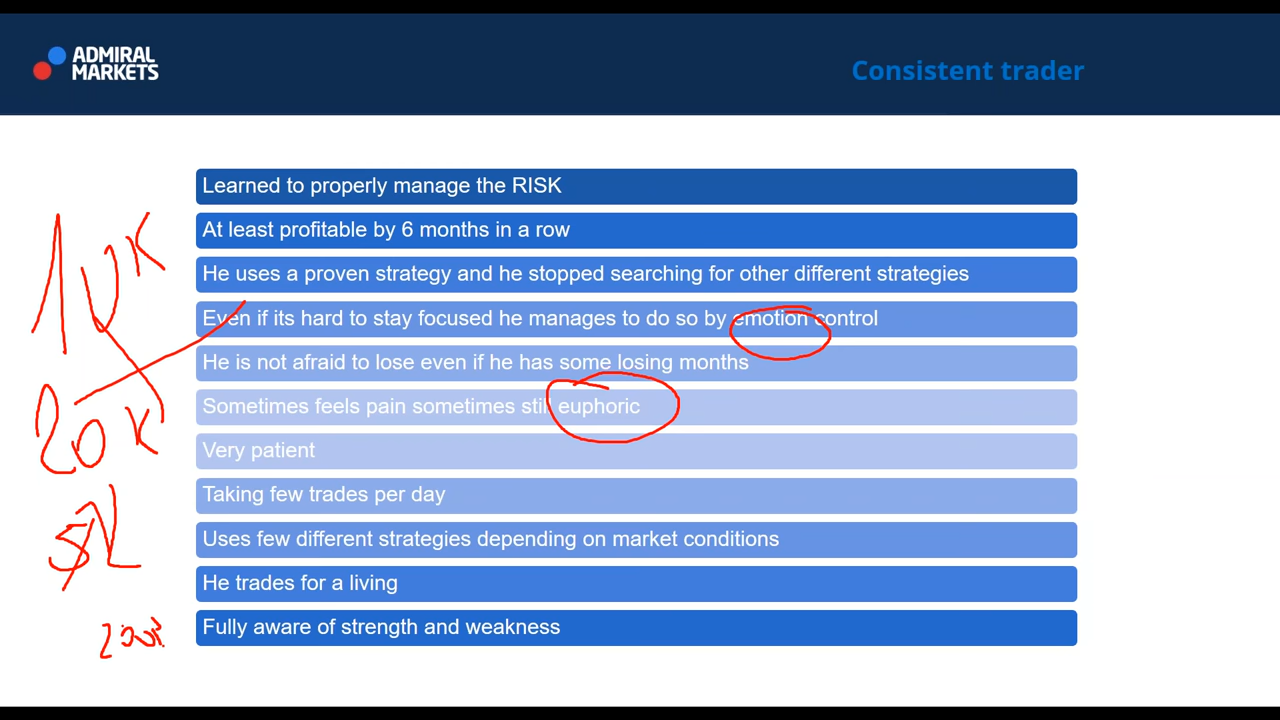 ADMIRAL
MARKETS
Consistent trader
Learned to properly manage the RISK
At least profitable by 6 months in a row
He uses a proven strategy and he stopped searching for other different strategies
Even if its hard to stay focused he manages to do so by emotion control
He is not afraid to lose even if he has some losing months
Sometimes feels pain sometimes still euphoric
Very patient
Taking few trades per day
Uses few different strategies depending on market conditions
He trades for a living
Fully aware of strength and weakness
10K
20K